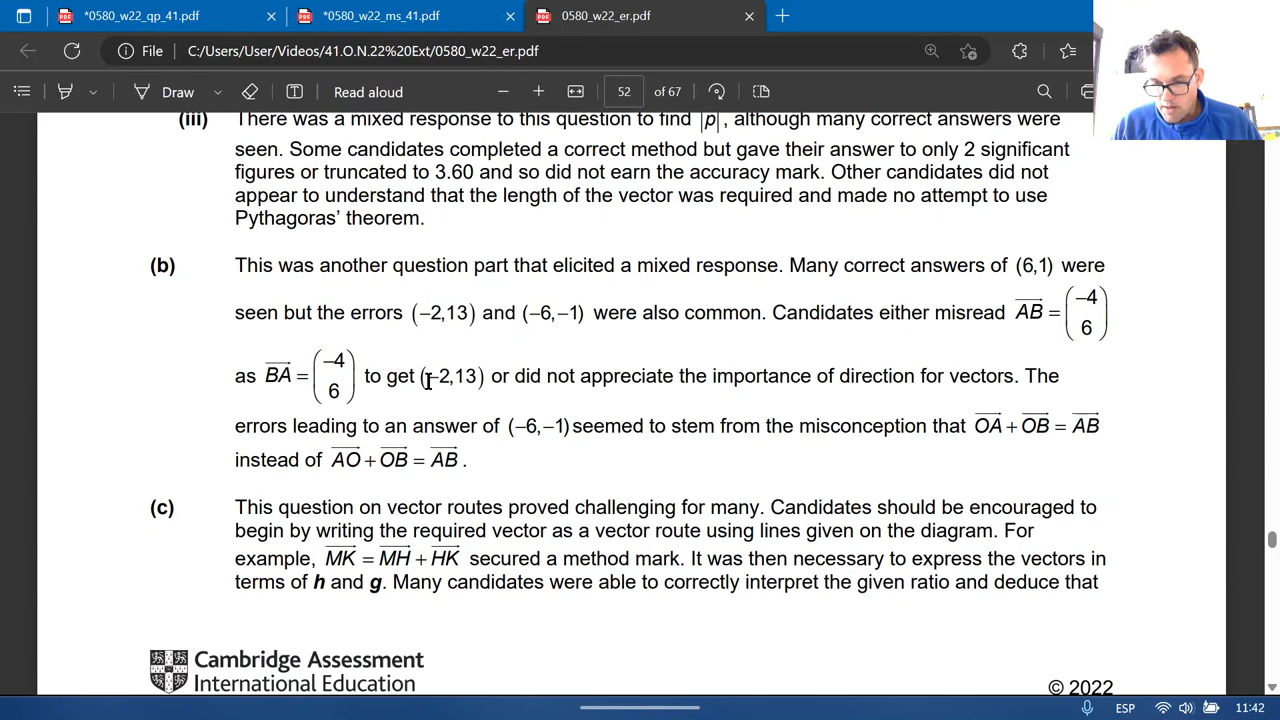 *0580_w22_qp_41.pdf *0580_w22_ms_41.pdf 0580_w22_er.pdf
File C:/Users/User/Videos/41.O.N.22%20Ext/0580_w22_er.pdf
Draw Read aloud 52 of 67
(iii) There was a mixed response to this question to find |p|, although many correct answers were
seen. Some candidates completed a correct method but gave their answer to only 2 significant
figures or truncated to 3.60 and so did not earn the accuracy mark. Other candidates did not
appear to understand that the length of the vector was required and made no attempt to use
Pythagoras' theorem.
(b) This was another question part that elicited a mixed response. Many correct answers of (6,1) were
seen but the errors (−2,13) and (−6,−1) were also common. Candidates either misread AB = (−4 6)
as BA = (−4 6) to get (−2,13) or did not appreciate the importance of direction for vectors. The
errors leading to an answer of (−6,−1) seemed to stem from the misconception that OA + OB = AB
instead of AO + OB = AB .
(c) This question on vector routes proved challenging for many. Candidates should be encouraged to
begin by writing the required vector as a vector route using lines given on the diagram. For
example, MK = MH + HK secured a method mark. It was then necessary to express the vectors in
terms of h and g. Many candidates were able to correctly interpret the given ratio and deduce that
Cambridge Assessment
International Education
© 2022
ESP 11:42